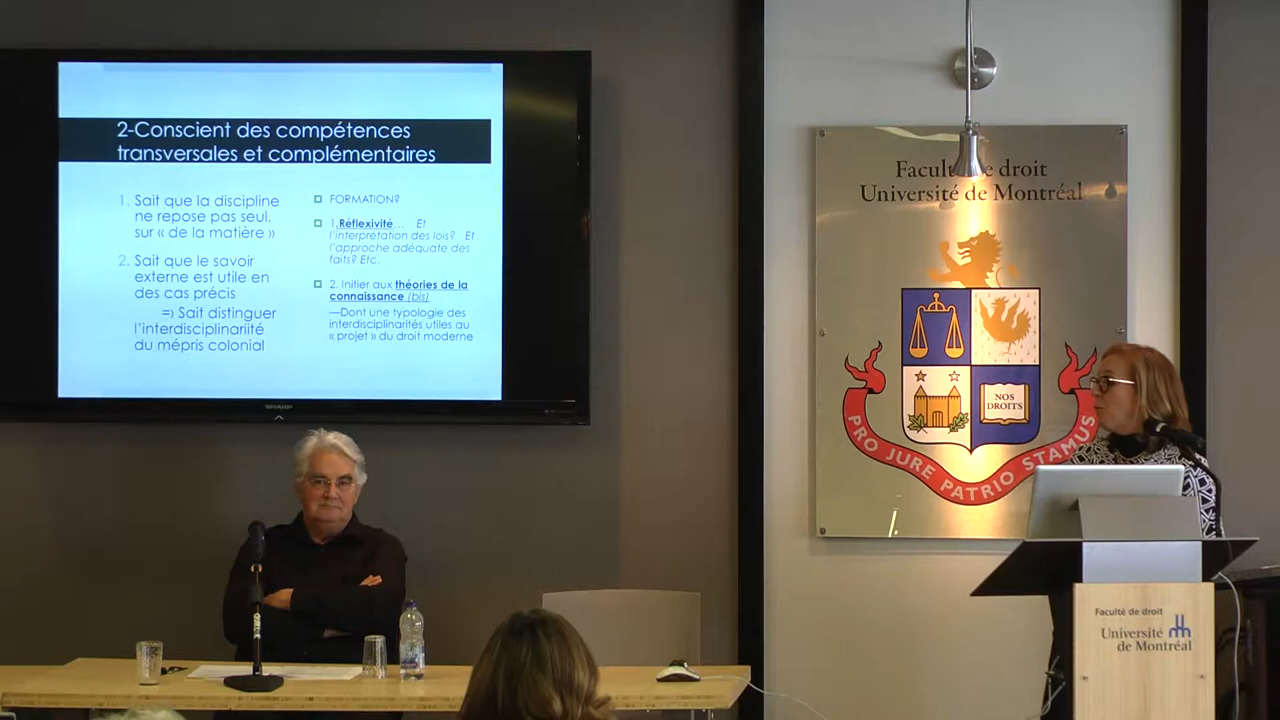 2-Conscient des compétences
transversales et complémentaires
1. Sait que la discipline
ne repose pas seul.
sur « de la matière »
2. Sait que le savoir
externe est utile en
des cas précis
=) Sait distinguer
l'interdisciplinariité
du mépris colonial
FORMATION?
1.Réflexivité… Et
l'interprétation des lois? Et
l'approche adéquate des
faits? Etc.
2. Initier aux théories de la
connaissance (bis)
—Dont une typologie des
interdisciplinarités utiles au
« projet » du droit moderne
SHARP
Faculté de droit
Université de Montréal
NOS
DROITS
PRO JURE PATRIO STAMUS
Faculté de droit
Université
de Montréal